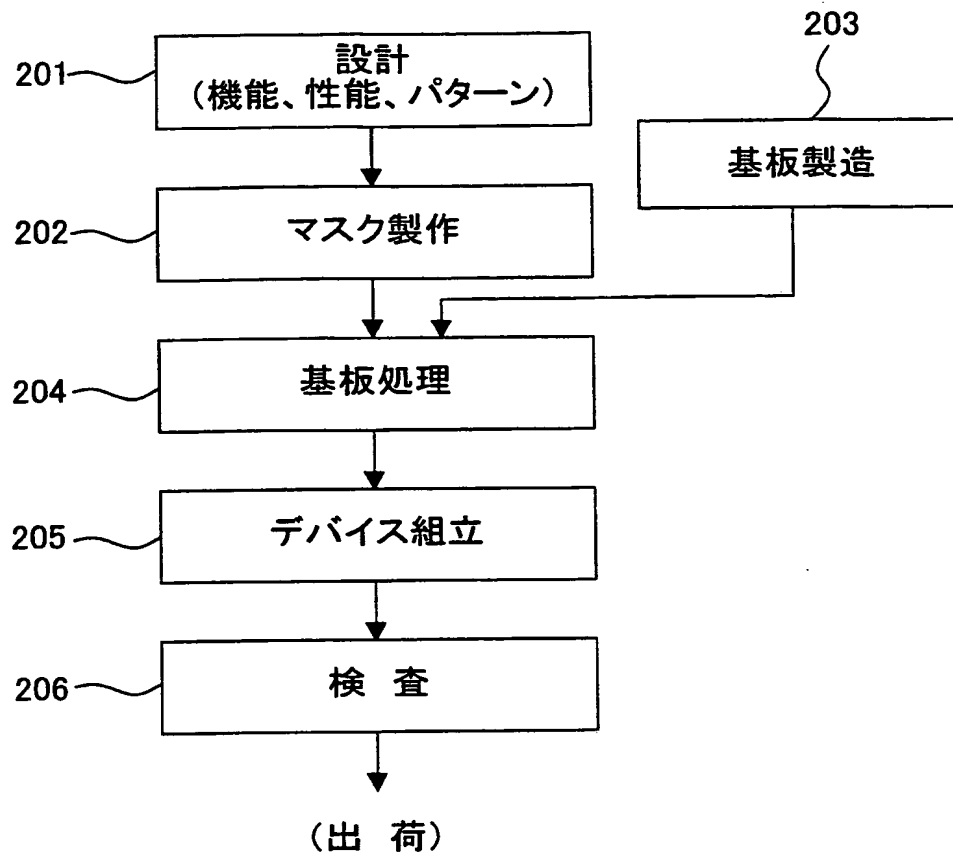 203
201
設計
(機能、性能、パターン)
基板製造
202
マスク製作
204
基板処理
205
デバイス組立
206
検 査
(出 荷)